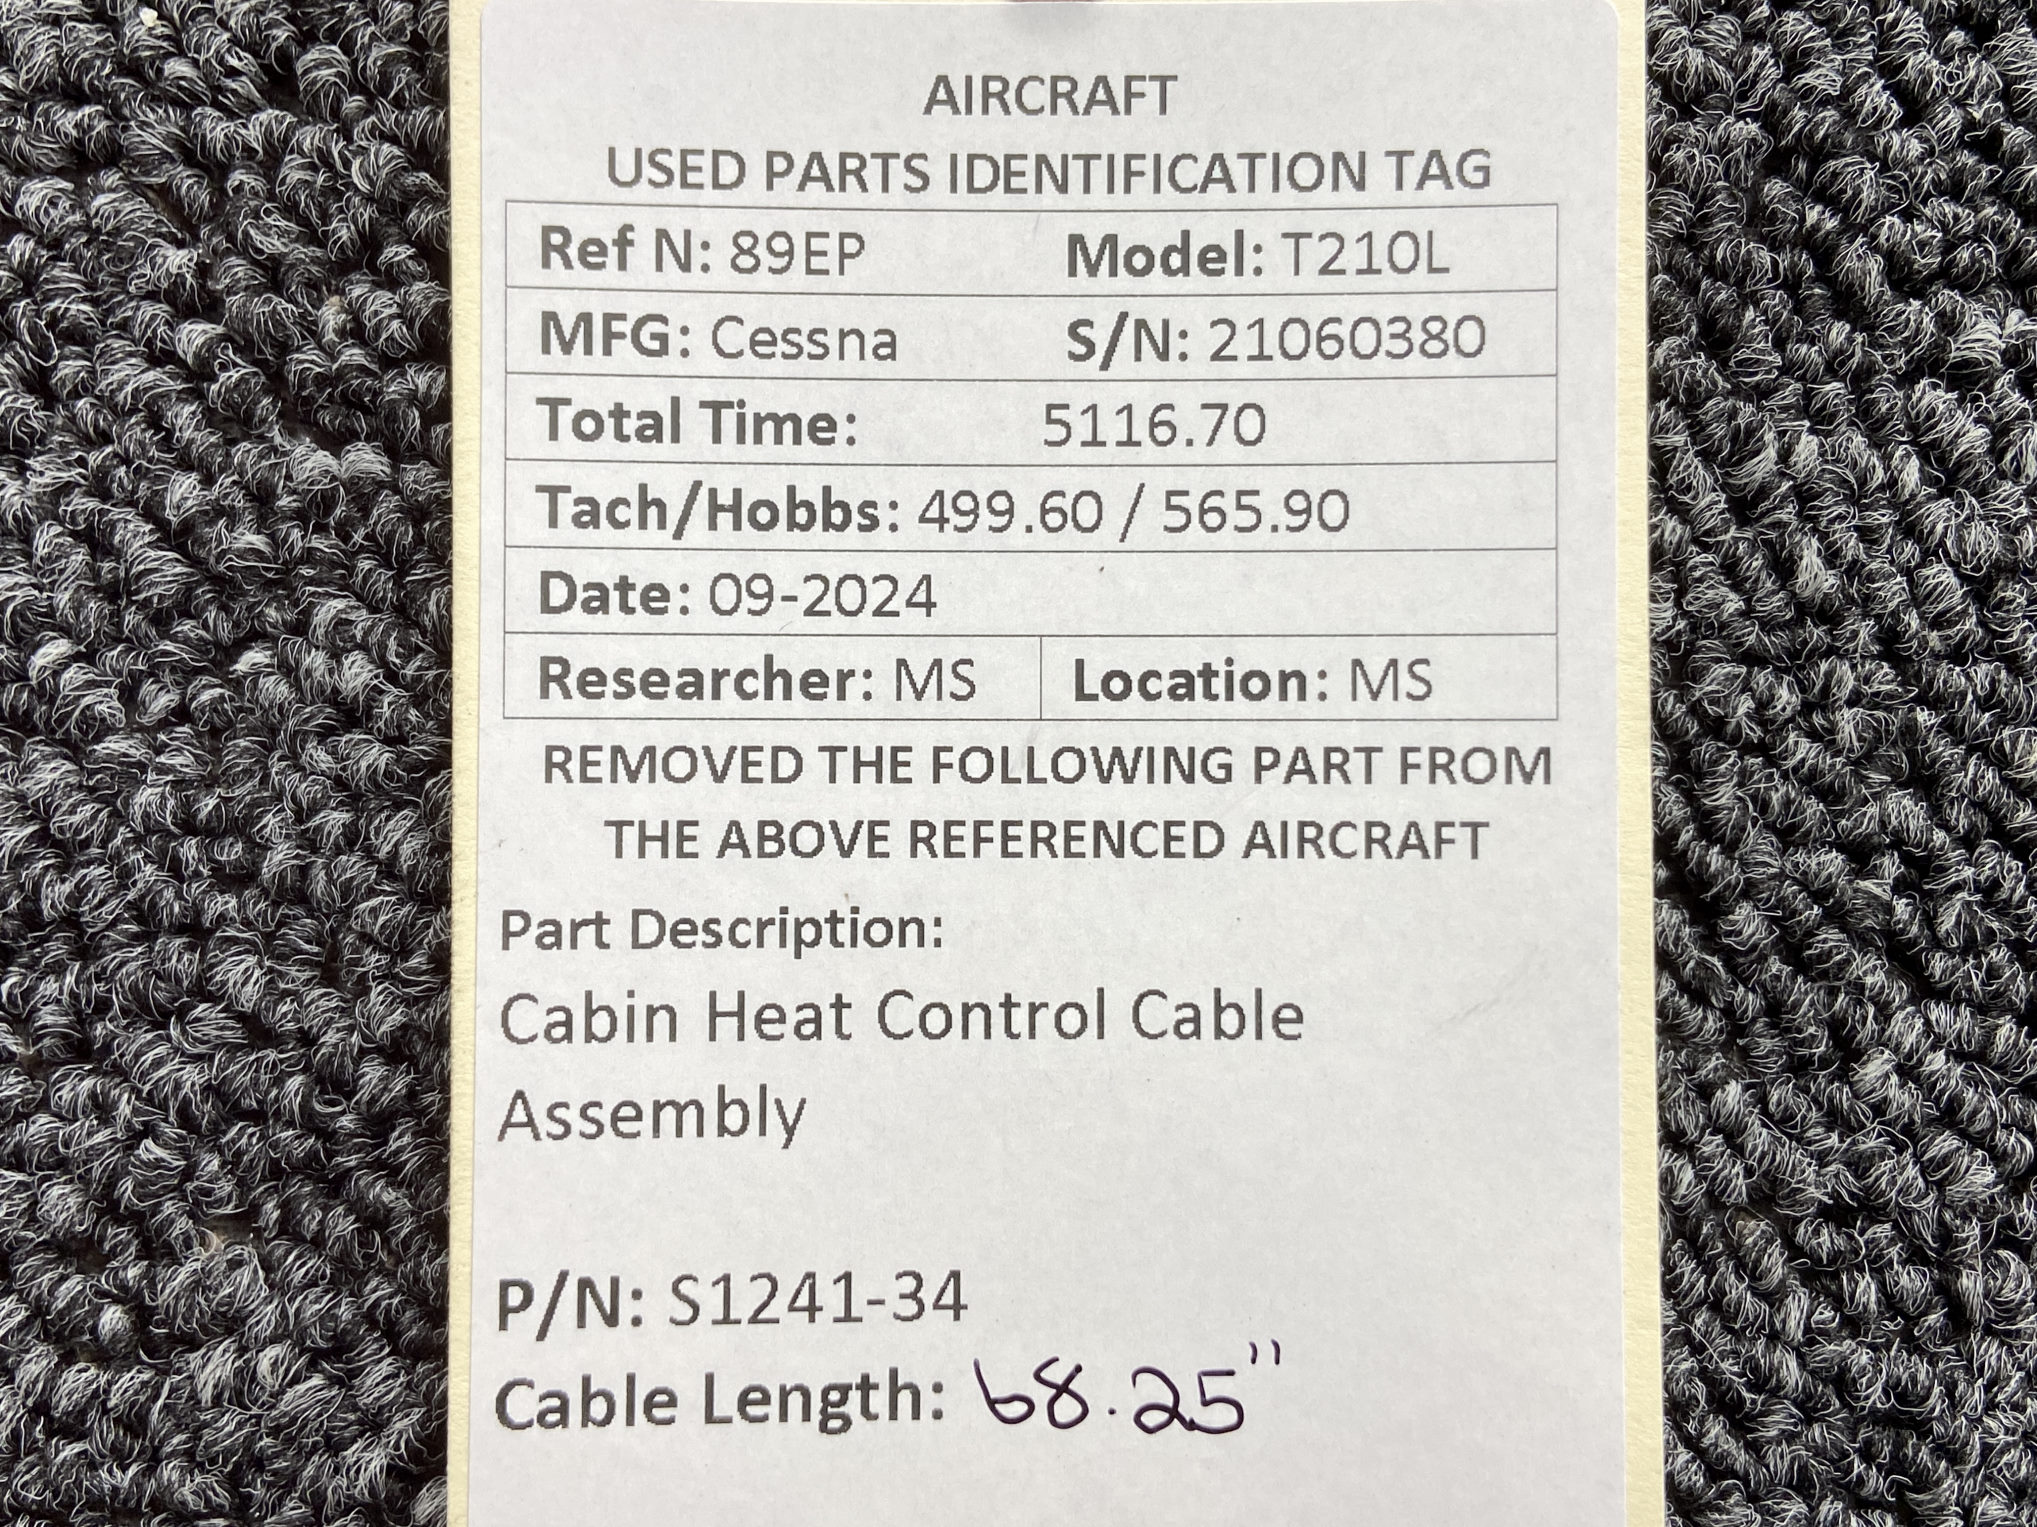 AIRCRAFT
USED PARTS IDENTIFICATION TAG
Ref N: 89EP Model: T210L
MFG: Cessna S/N: 21060380
Total Time: 5116.70
Tach/Hobbs: 499.60 / 565.90
Date: 09-2024
Researcher: MS Location: MS
REMOVED THE FOLLOWING PART FROM
THE ABOVE REFERENCED AIRCRAFT
Part Description:
Cabin Heat Control Cable
Assembly
P/N: S1241-34
Cable Length: 68.25"